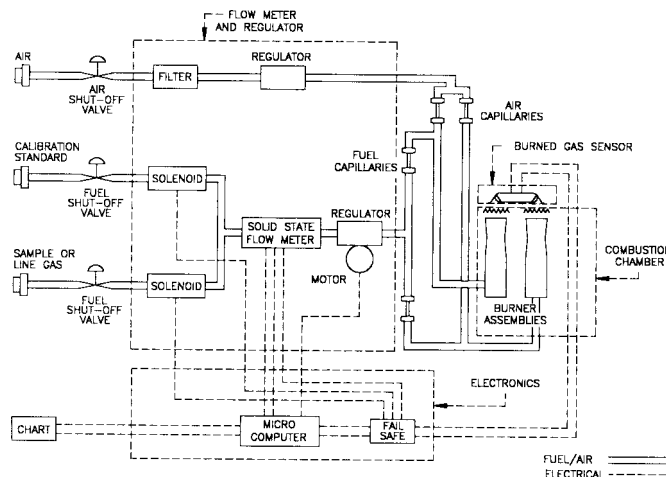 FLOW METER
AND REGULATOR
AIR
REGULATOR
FILTER
AIR
SHUT-OFF
VALVE
AIR
CAPILLARIES
CALIBRATION
STANDARD
FUEL
CAPILLARIES
BURNED GAS SENSOR
SOLENOID
FUEL
SHUT-OFF
VALVE
REGULATOR
SOLID STATE
FLOW METER
SAMPLE OR
LINE GAS
COMBUSTION
CHAMBER
SOLENOID
MOTOR
FUEL
SHUT-OFF
VALVE
BURNER
ASSEMBLIES
ELECTRONICS
CHART
MICRO
COMPUTER
FAIL
SAFE
FUEL/AIR
ELECTRICAL